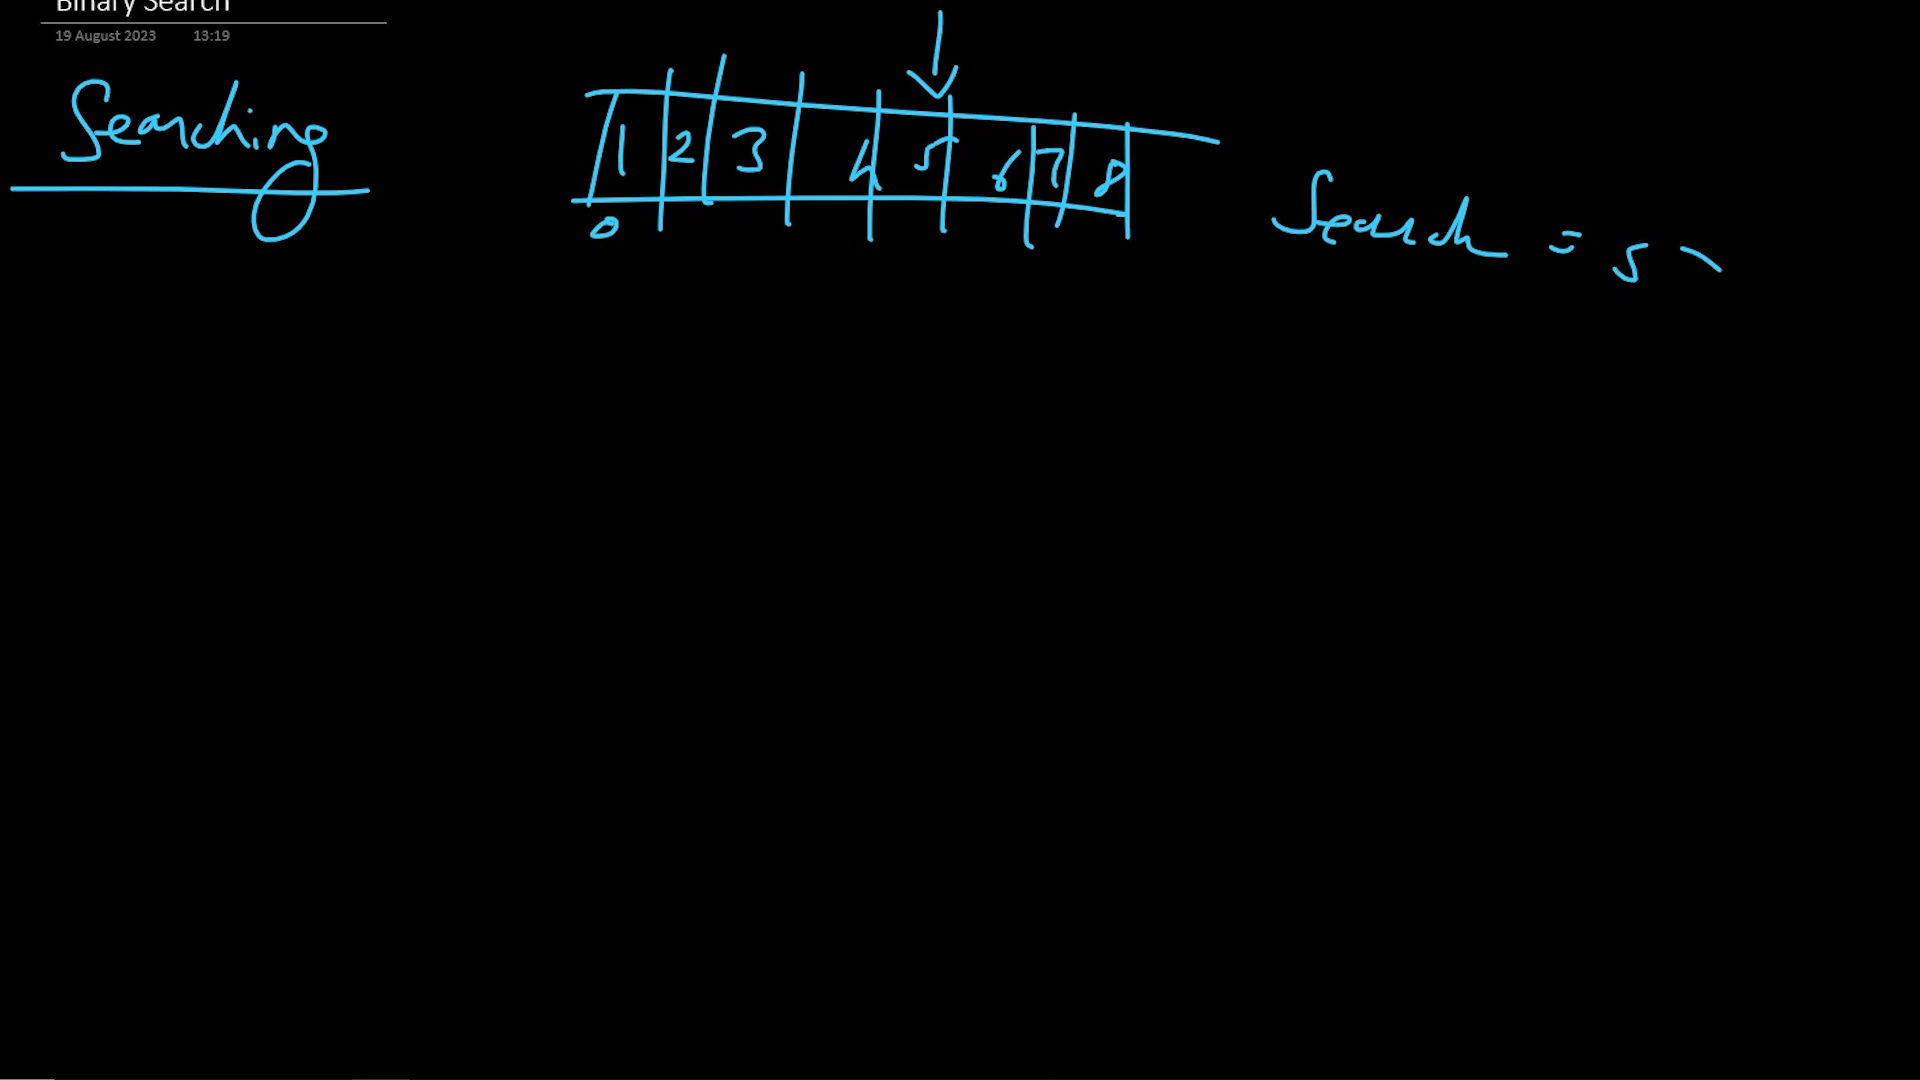 Binary Search
19 August 2023 13:19
Searching
1 2 3 4 5 6 7 8
0
Search = 5